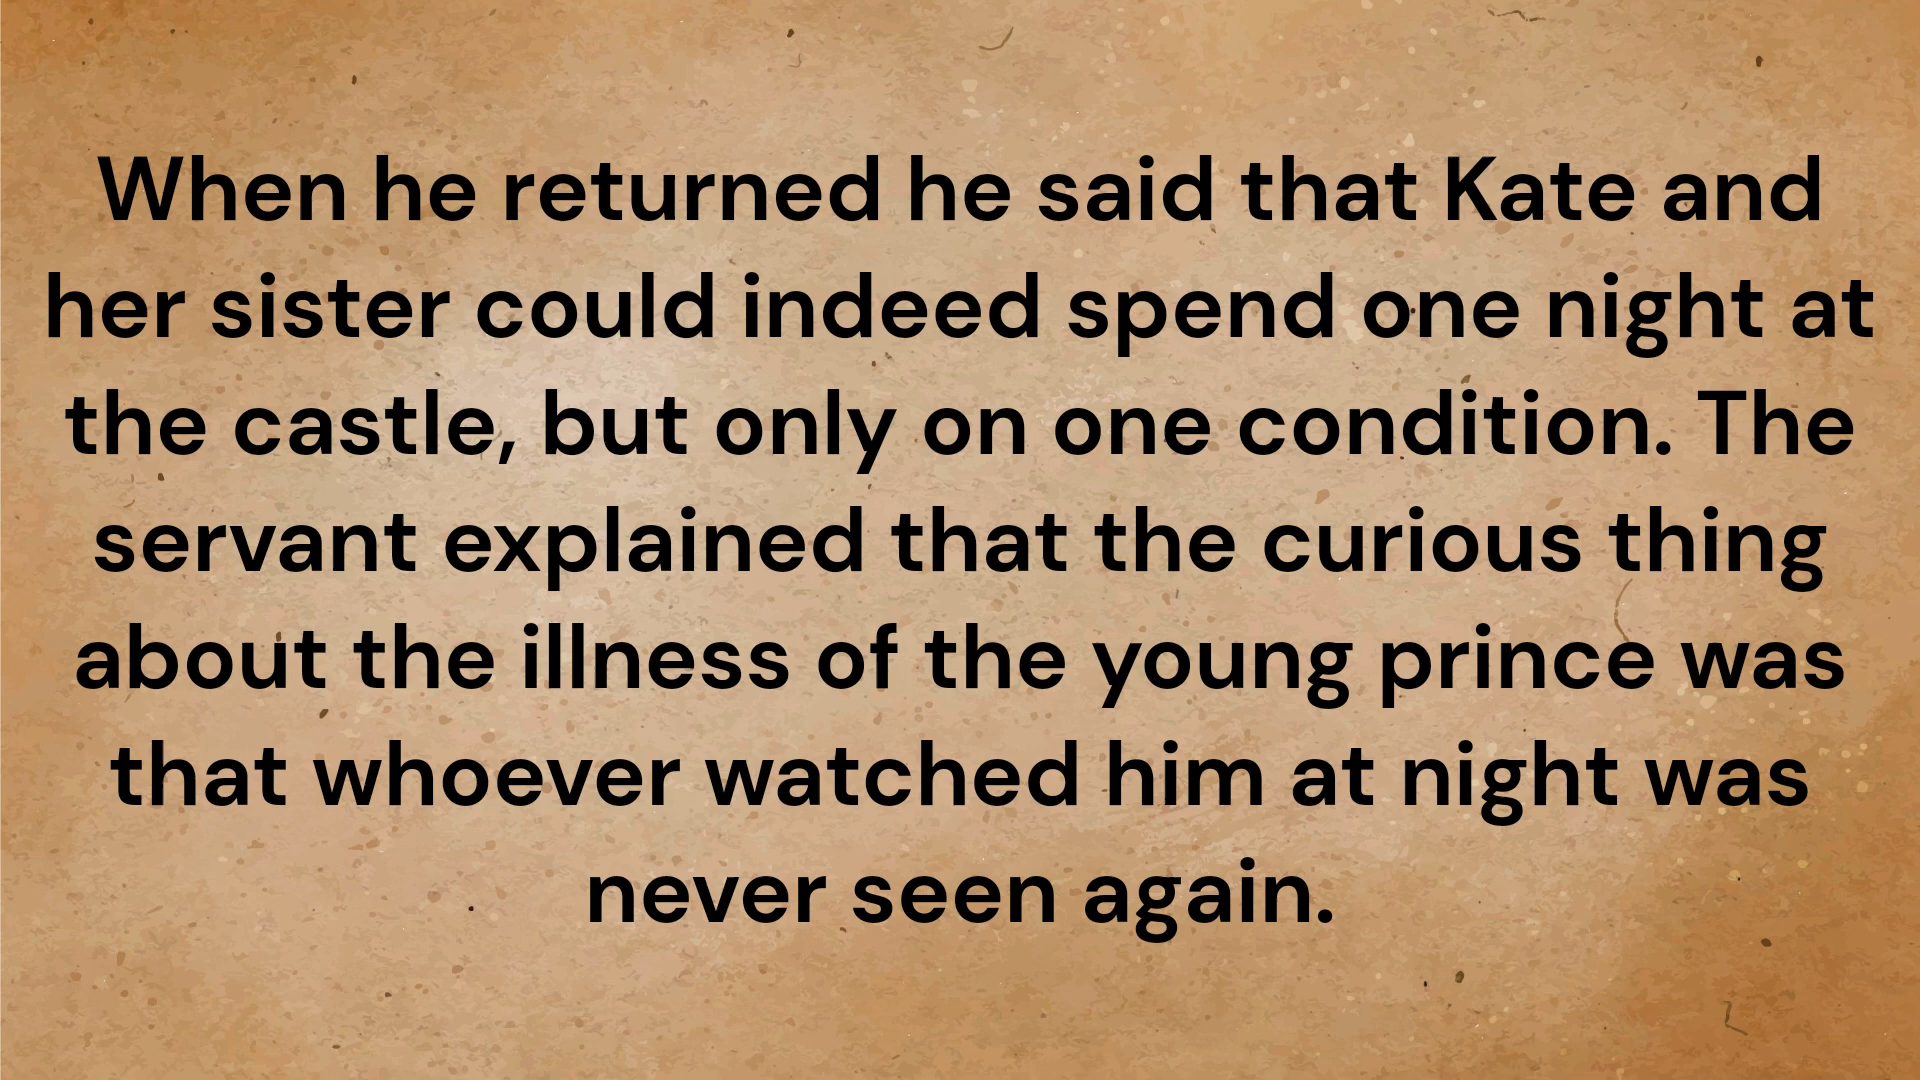 When he returned he said that Kate and
her sister could indeed spend one night at
the castle, but only on one condition. The
servant explained that the curious thing
about the illness of the young prince was
that whoever watched him at night was
never seen again.